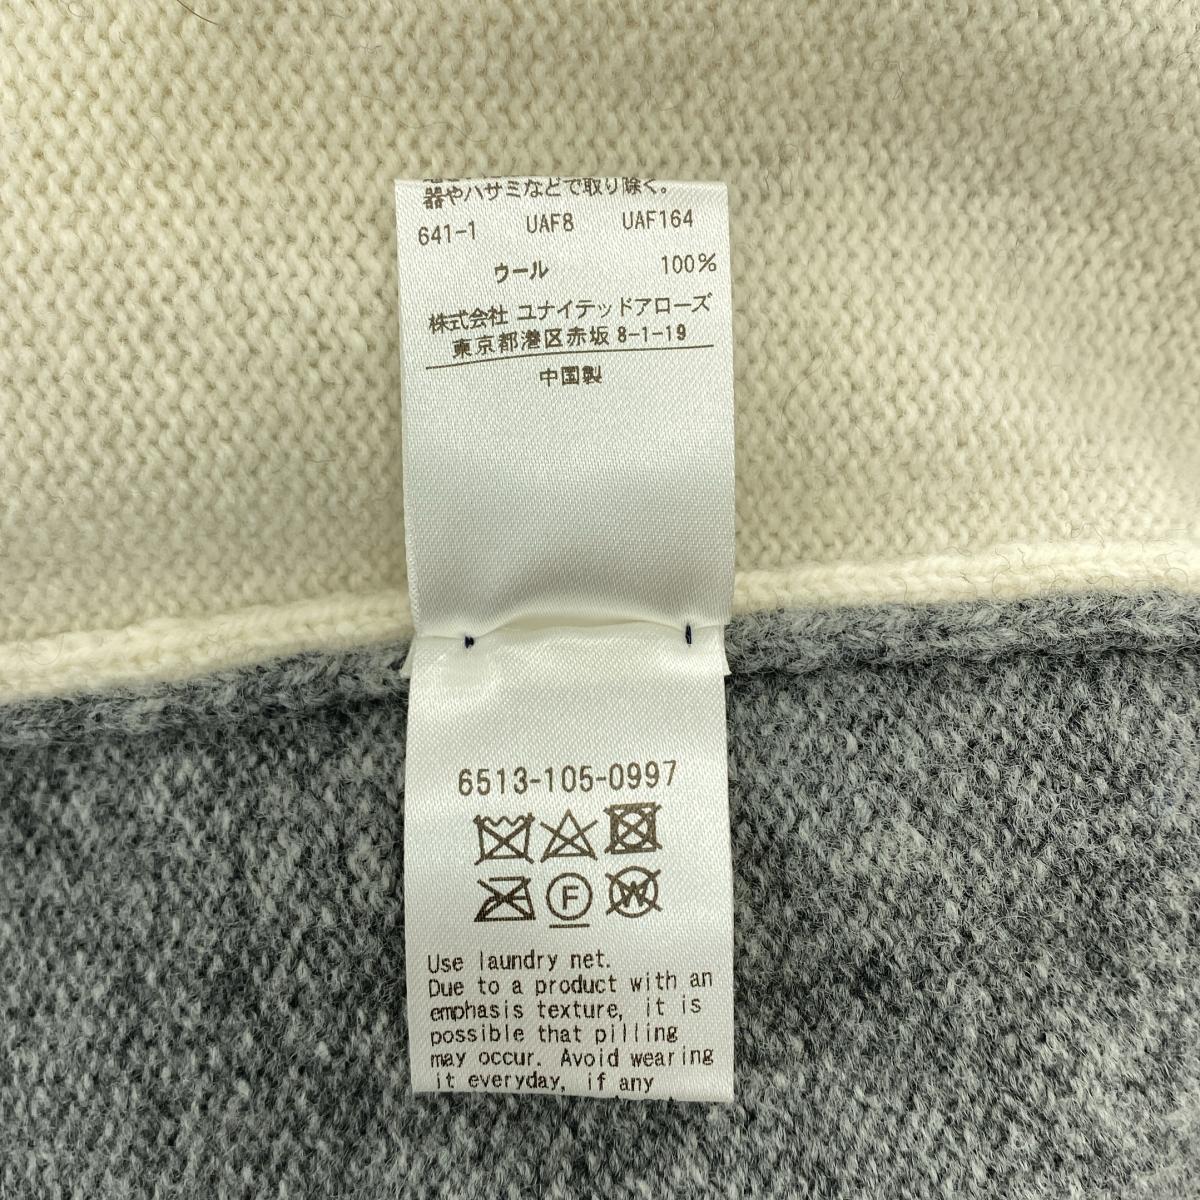 器やハサミなどで取り除く。
641-1 UAF8 UAF164
ウール 100%
株式会社 ユナイテッドアローズ
東京都港区赤坂 8-1-19
中国製
6513-105-0997
F
W
Use laundry net.
Due to a product with an
emphasis texture, it is
possible that pilling
may occur. Avoid wearing
it everyday, if any